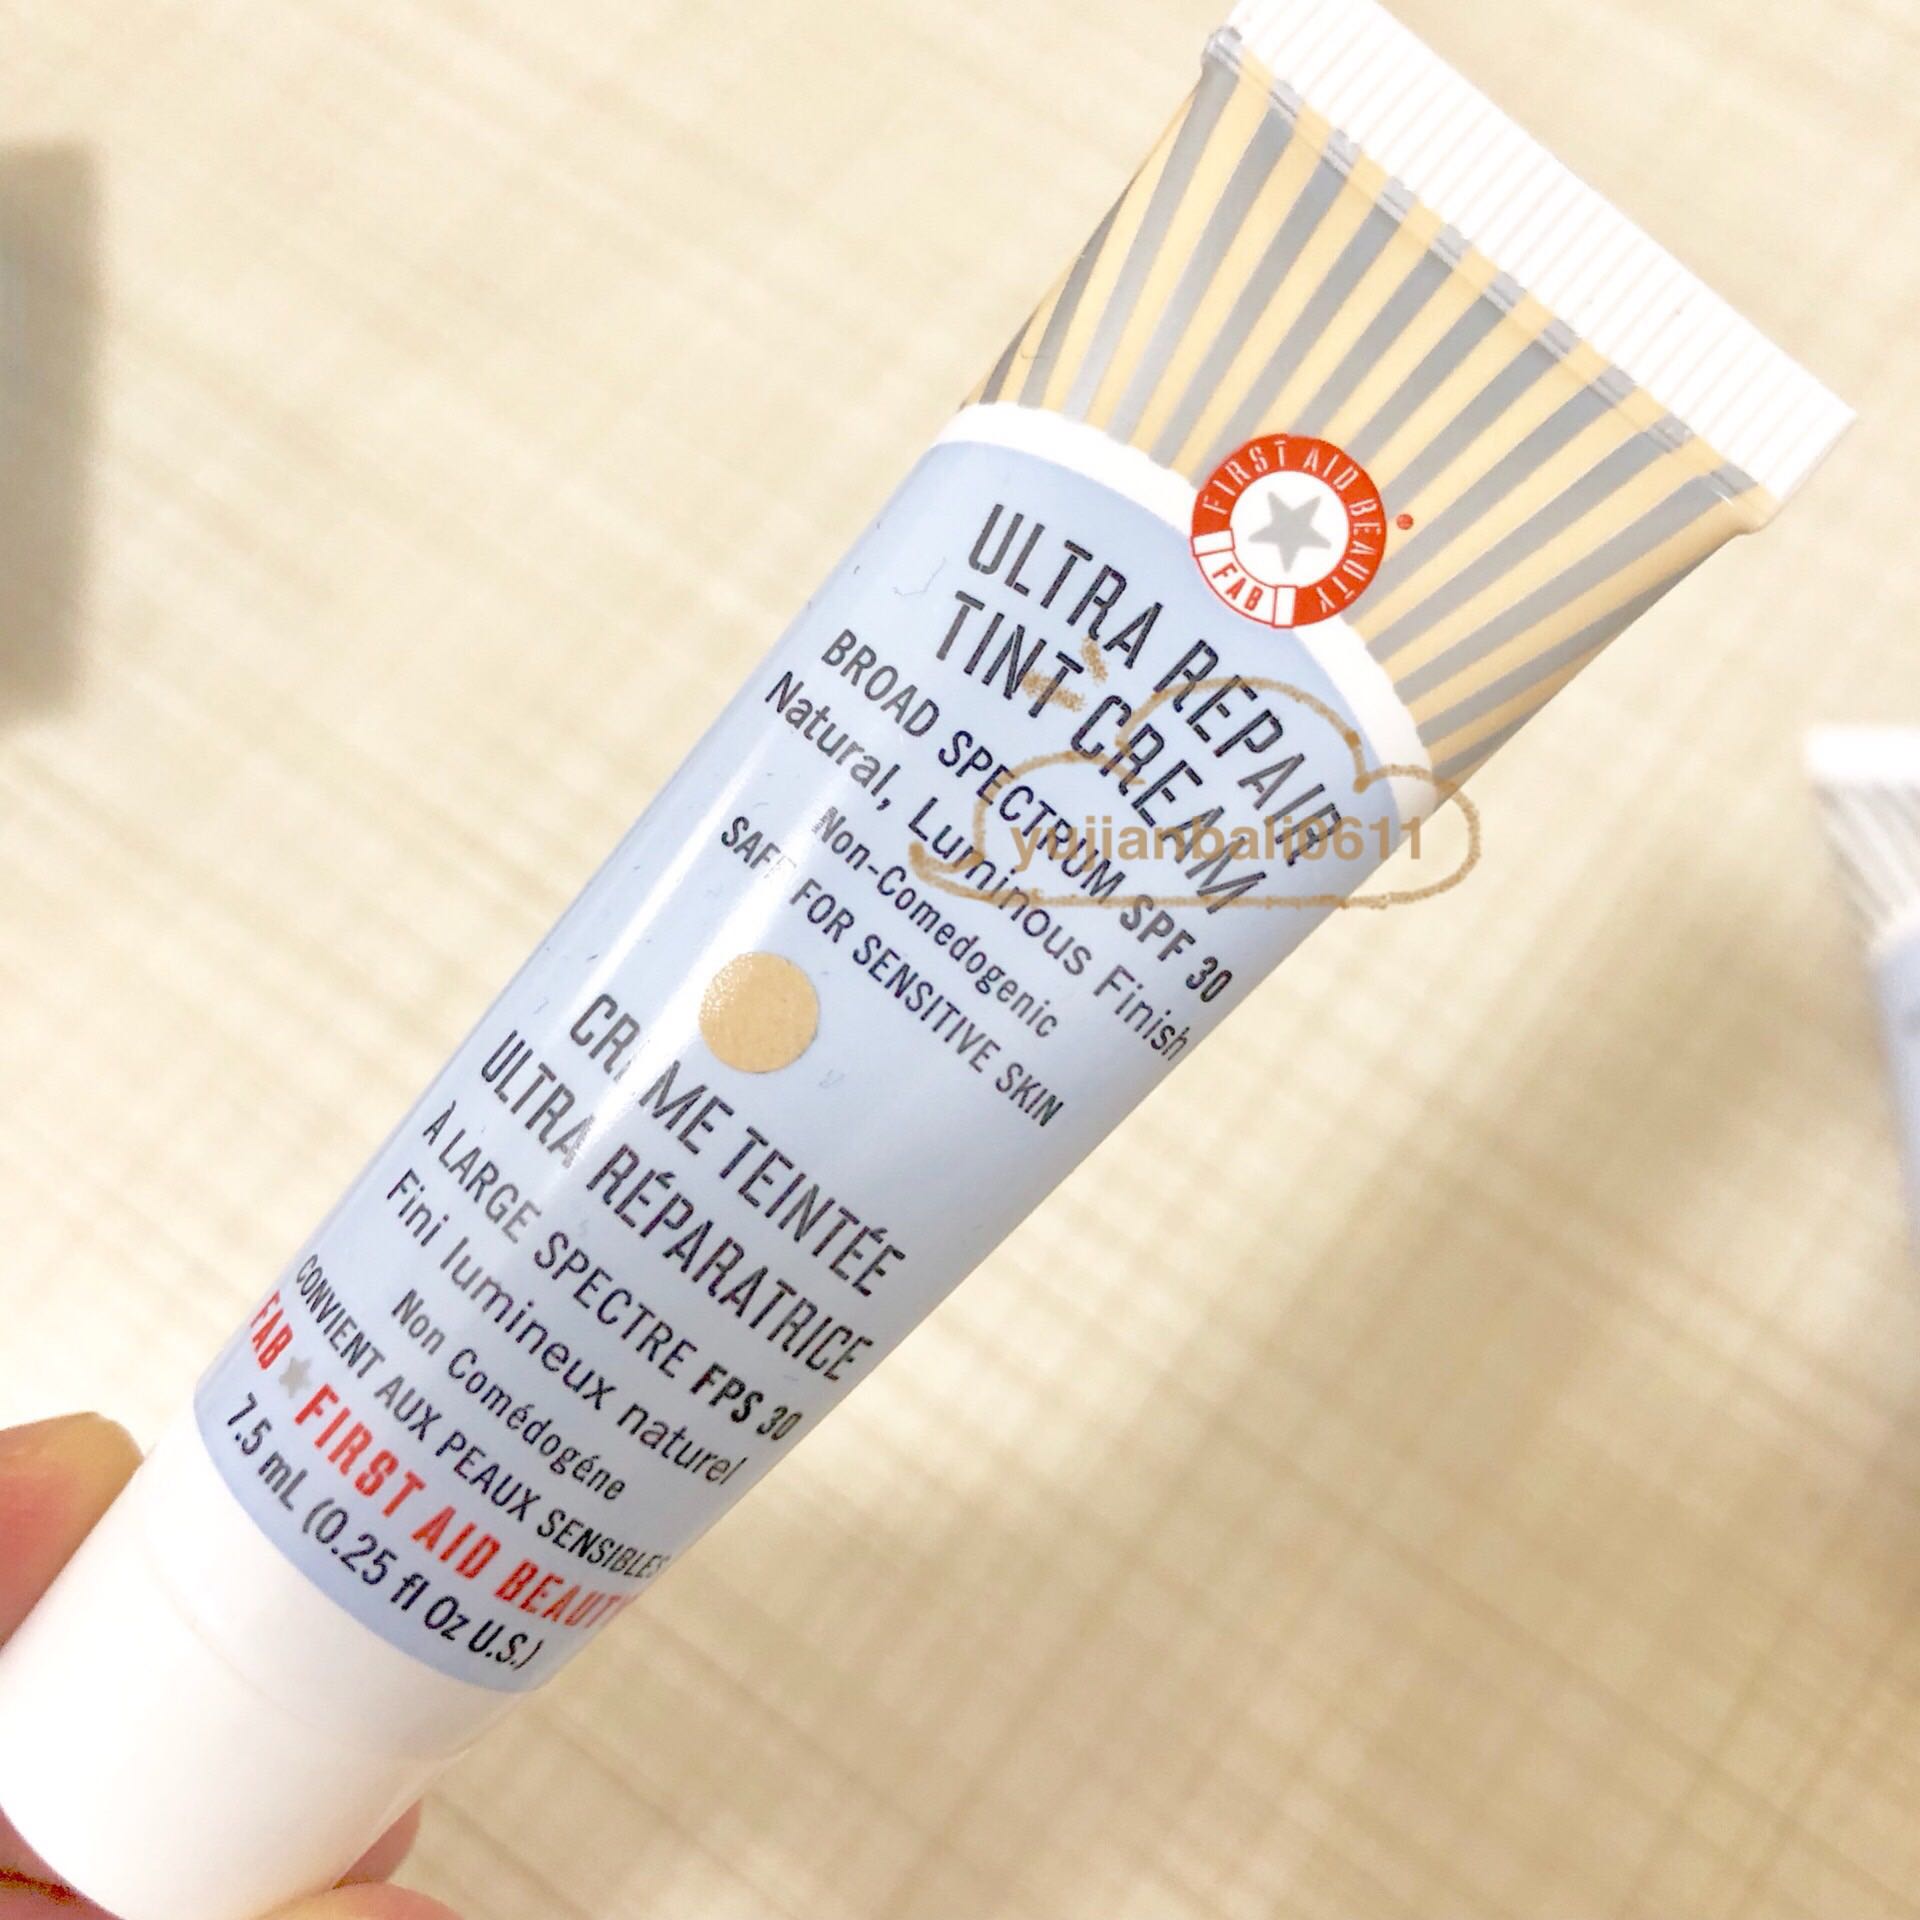 FIRST AID BEAUTY
FAB
ULTRA REPAIR
TINT CREAM
BROAD SPECTRUM SPF 30
Natural, Luminous Finish
Non-Comedogenic
SAFE FOR SENSITIVE SKIN
yujianbali0611
CRÈME TEINTÉE
ULTRA RÉPARATRICE
À LARGE SPECTRE FPS 30
Fini lumineux naturel
Non Comédogéne
CONVIENT AUX PEAUX SENSIBLES
FAB FIRST AID BEAUTY
7.5 mL (0.25 fl Oz U.S.)